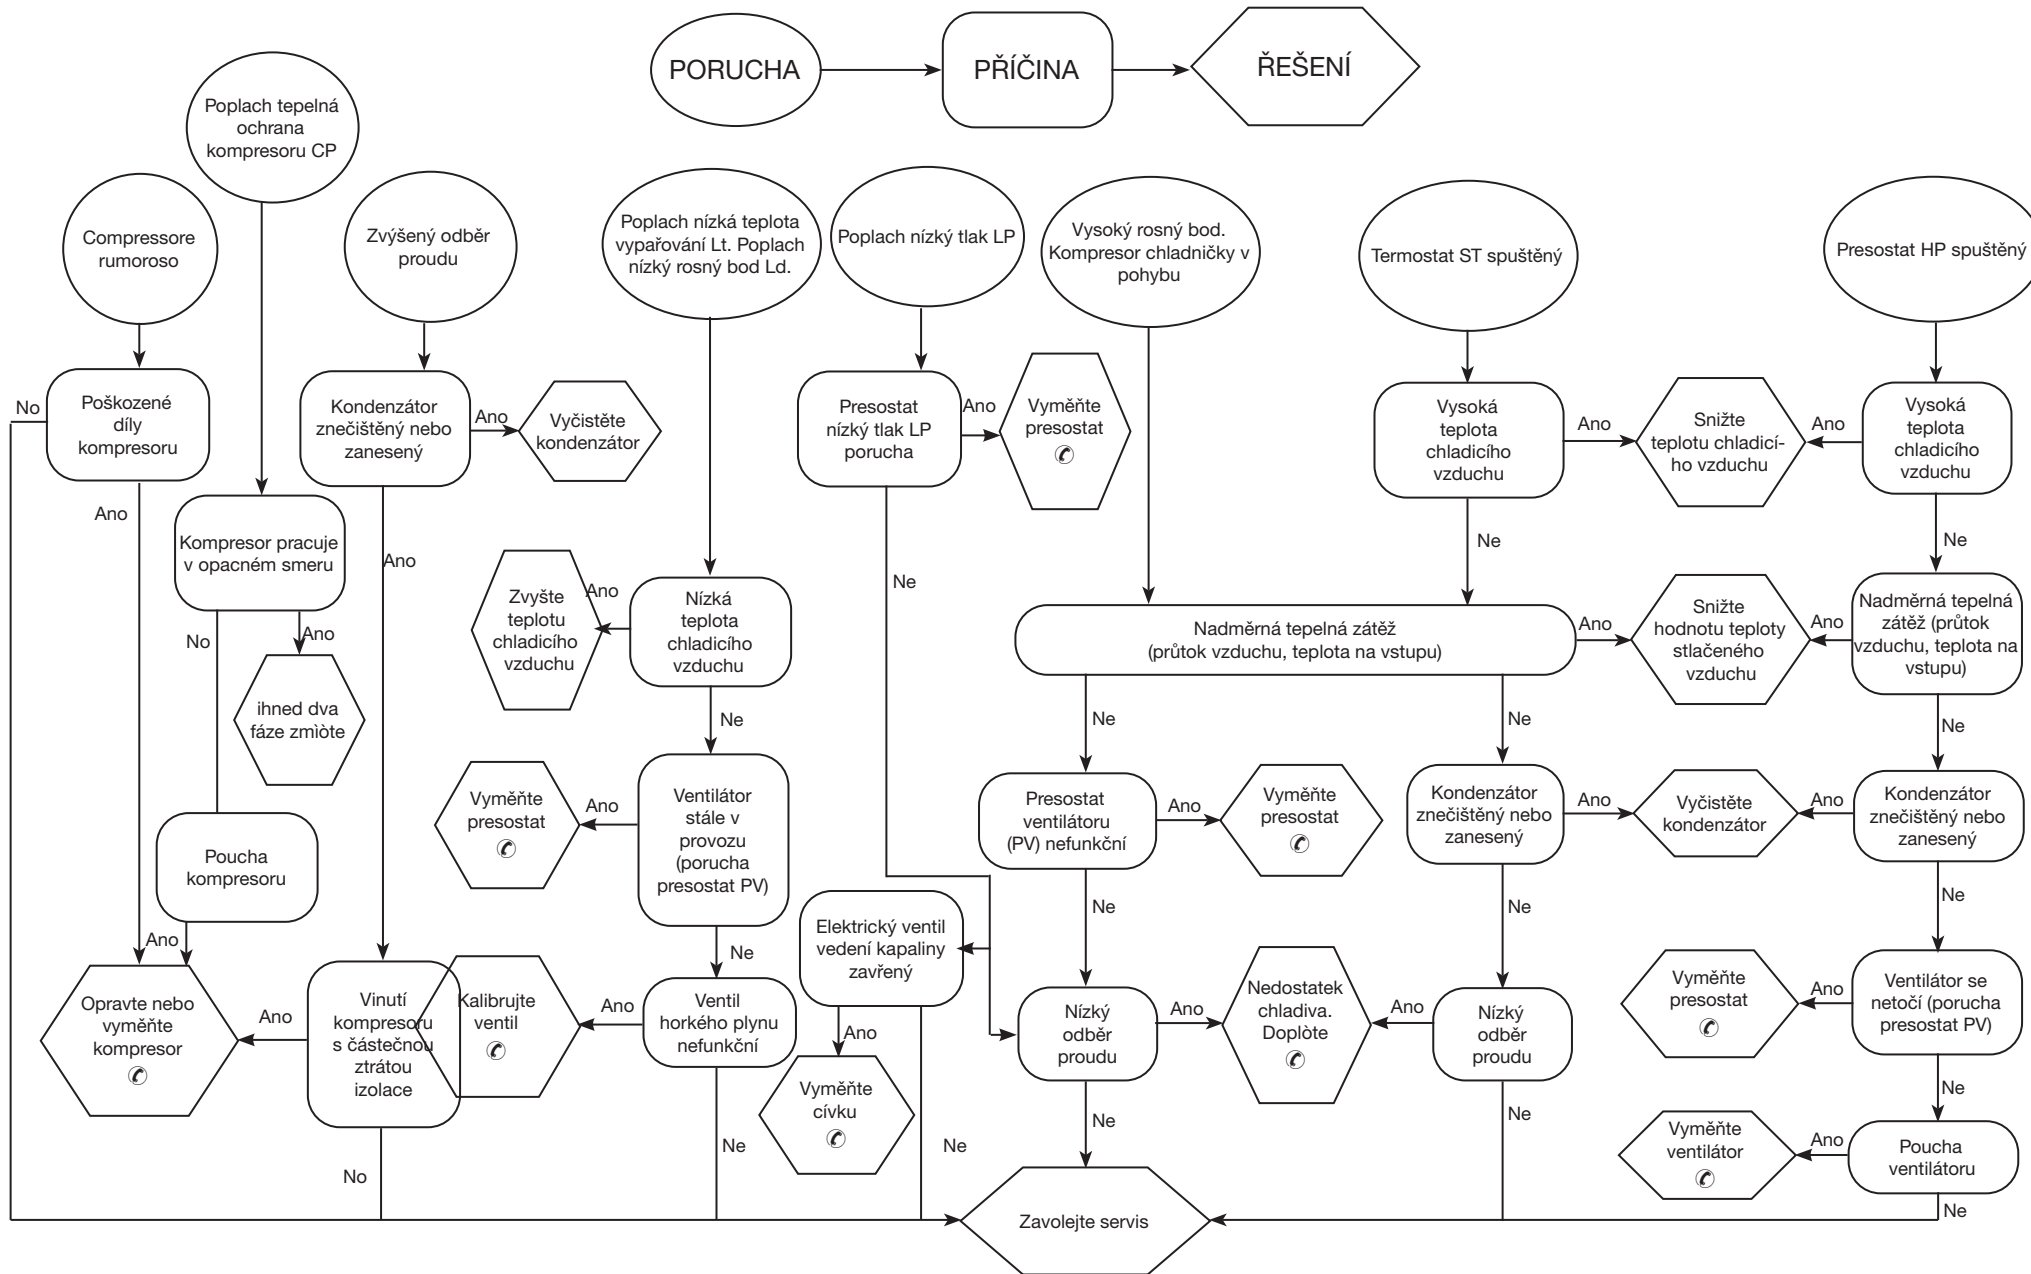 PORUCHA
PŘÍČINA
ŘEŠENÍ
Poplach tepelná
ochrana
kompresoru CP
Compressore
rumoroso
Zvýšený odběr
proudu
Poplach nízká teplota
vypařování Lt. Poplach
nízký rosný bod Ld.
Poplach nízký tlak LP
Vysoký rosný bod.
Kompresor chladničky v
pohybu
Termostat ST spuštěný
Presostat HP spuštěný
No
Poškozené
díly
kompresoru
Kondenzátor
znečištěný nebo
zanesený
Ano
Vyčistěte
kondenzátor
Presostat
nízký tlak LP
porucha
Ano
Vyměňte
presostat
✆
Vysoká
teplota
chladicího
vzduchu
Ano
Snižte
teplotu chladicí-
ho vzduchu
Ano
Vysoká
teplota
chladicího
vzduchu
Ano
Kompresor pracuje
v opacném smeru
Ano
Ne
Ne
Ne
Zvyšte
teplotu
chladicího
vzduchu
Ano
Nízká
teplota
chladicího
vzduchu
No
Ano
Nadměrná tepelná zátěž
(průtok vzduchu, teplota na vstupu)
Ano
Snižte
hodnotu teploty
stlačeného
vzduchu
Ano
Nadměrná tepelná
zátěž (průtok
vzduchu, teplota na
vstupu)
ihned dva
fáze zmìòte
Ne
Ne
Ne
Ne
Vyměňte
presostat
✆
Ano
Ventilátor
stále v
provozu
(porucha
presostat PV)
Presostat
ventilátoru
(PV) nefunkční
Ano
Vyměňte
presostat
✆
Kondenzátor
znečištěný nebo
zanesený
Ano
Vyčistěte
kondenzátor
Ano
Kondenzátor
znečištěný nebo
zanesený
Poucha
kompresoru
Ano
Ne
Elektrický ventil
vedení kapaliny
zavřený
Ne
Ne
Ne
Opravte nebo
vyměňte
kompresor
✆
Ano
Vinutí
kompresoru
s částečnou
ztrátou
izolace
Kalibrujte
ventil
✆
Ano
Ventil
horkého plynu
nefunkční
Ano
Vyměňte
cívku
✆
Nízký
odběr
proudu
Ano
Nedostatek
chladiva.
Doplòte
✆
Ano
Nízký
odběr
proudu
Vyměňte
presostat
✆
Ano
Ventilátor se
netočí (porucha
presostat PV)
No
Ne
Ne
Ne
Ne
Ne
Vyměňte
ventilátor
✆
Ano
Poucha
ventilátoru
Ne
Zavolejte servis